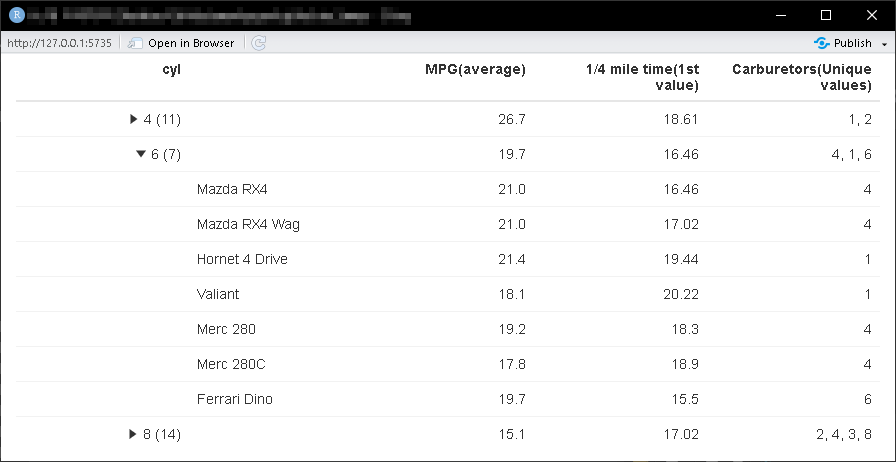 http://127.0.0.1:5735 Open in Browser Publish
cyl MPG(average) 1/4 mile time(1st value) Carburetors(Unique values)
4 (11) 26.7 18.61 1, 2
6 (7) 19.7 16.46 4, 1, 6
Mazda RX4 21.0 16.46 4
Mazda RX4 Wag 21.0 17.02 4
Hornet 4 Drive 21.4 19.44 1
Valiant 18.1 20.22 1
Merc 280 19.2 18.3 4
Merc 280C 17.8 18.9 4
Ferrari Dino 19.7 15.5 6
8 (14) 15.1 17.02 2, 4, 3, 8